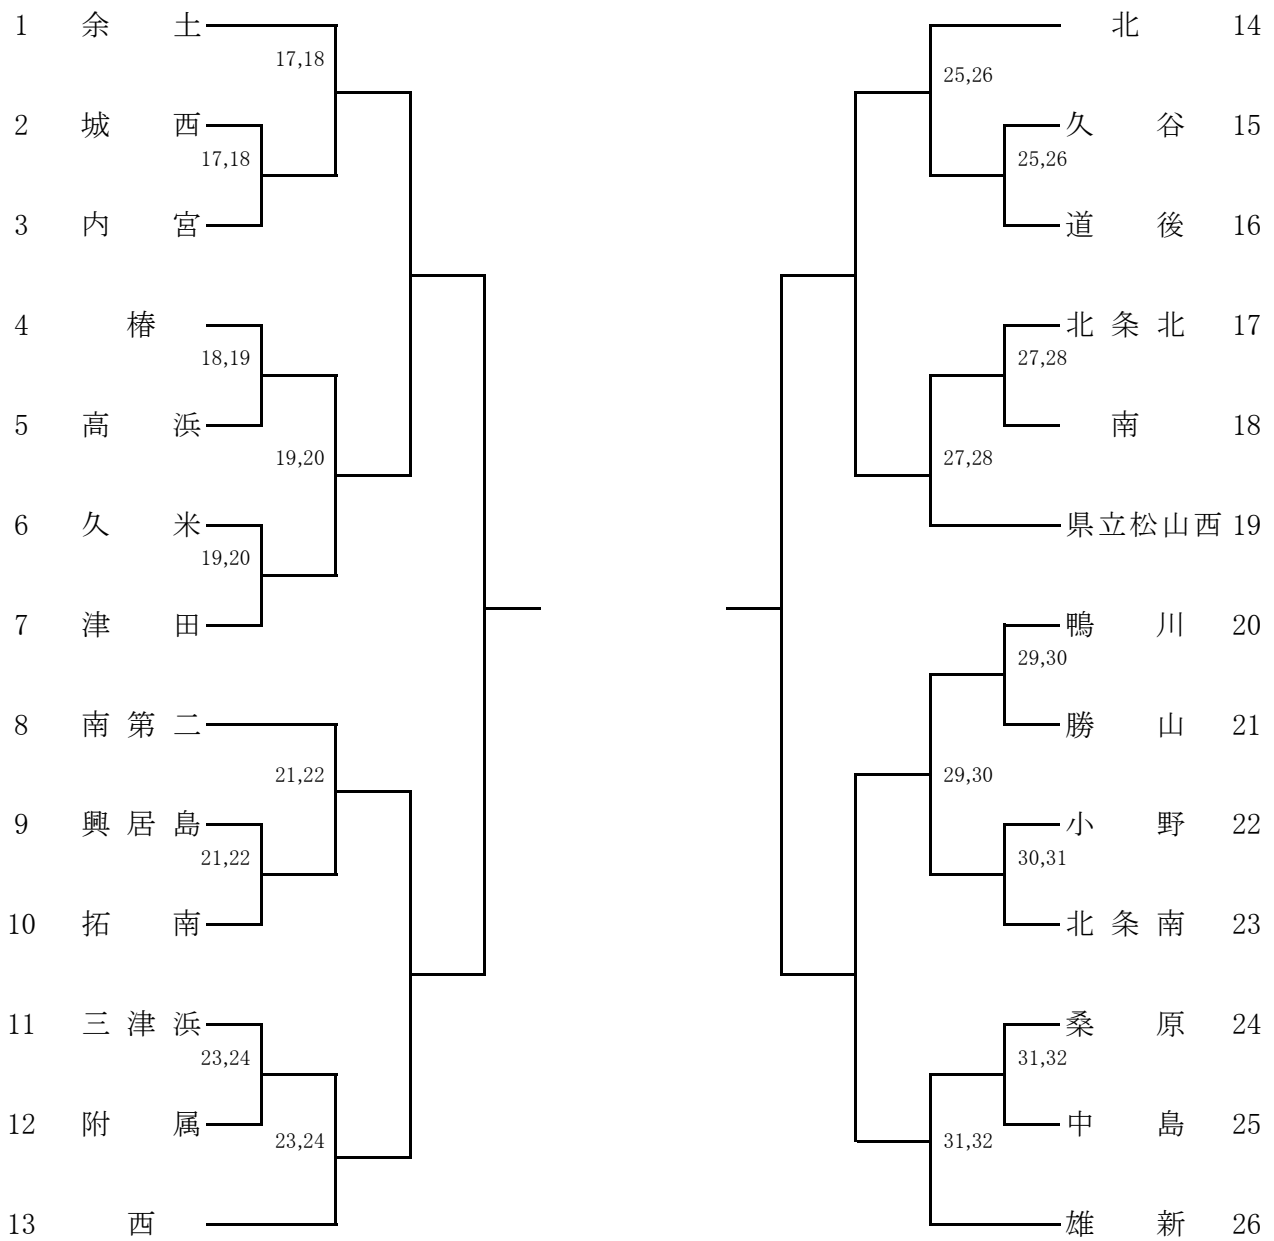 1 余土
17,18
2 城西
17,18
3 内宮
4 椿
18,19
5 高浜
19,20
6 久米
19,20
7 津田
8 南第二
21,22
9 興居島
21,22
10 拓南
11 三津浜
23,24
12 附属
23,24
13 西
北 14
25,26
久谷 15
25,26
道後 16
北条北 17
27,28
南 18
27,28
県立松山西 19
鴨川 20
29,30
勝山 21
29,30
小野 22
30,31
北条南 23
桑原 24
31,32
中島 25
31,32
雄新 26